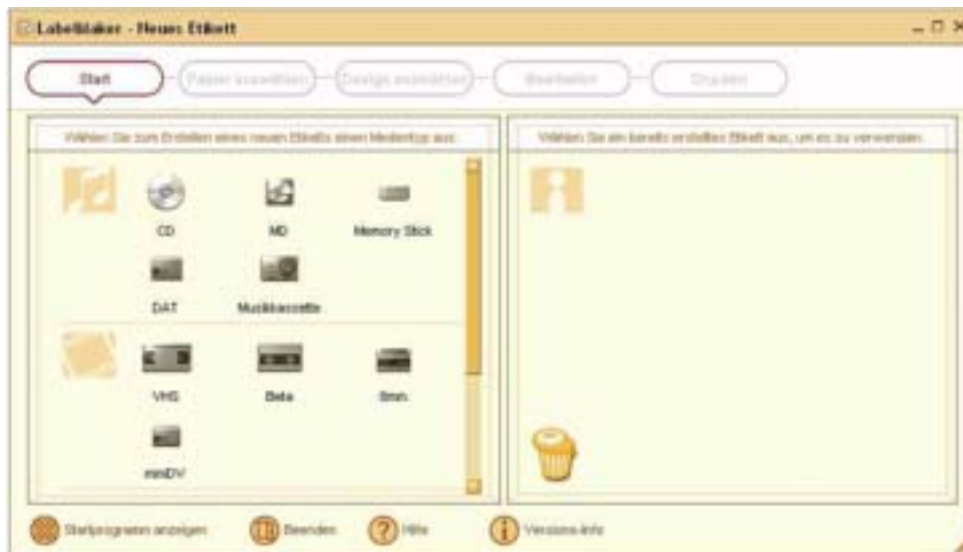 LabelMaker - Neues Etikett
Start
Papier auswählen
Design auswählen
Bearbeiten
Drucken
Wählen Sie zum Erstellen eines neuen Etiketts einen Medientyp aus.
Wählen Sie ein bereits erstelltes Etikett aus, um es zu verwenden.
CD
MD
Memory Stick
DAT
Musikkassette
VHS
Beta
8mm
miniDV
Startprogramm anzeigen
Beenden
Hilfe
Versions-Info